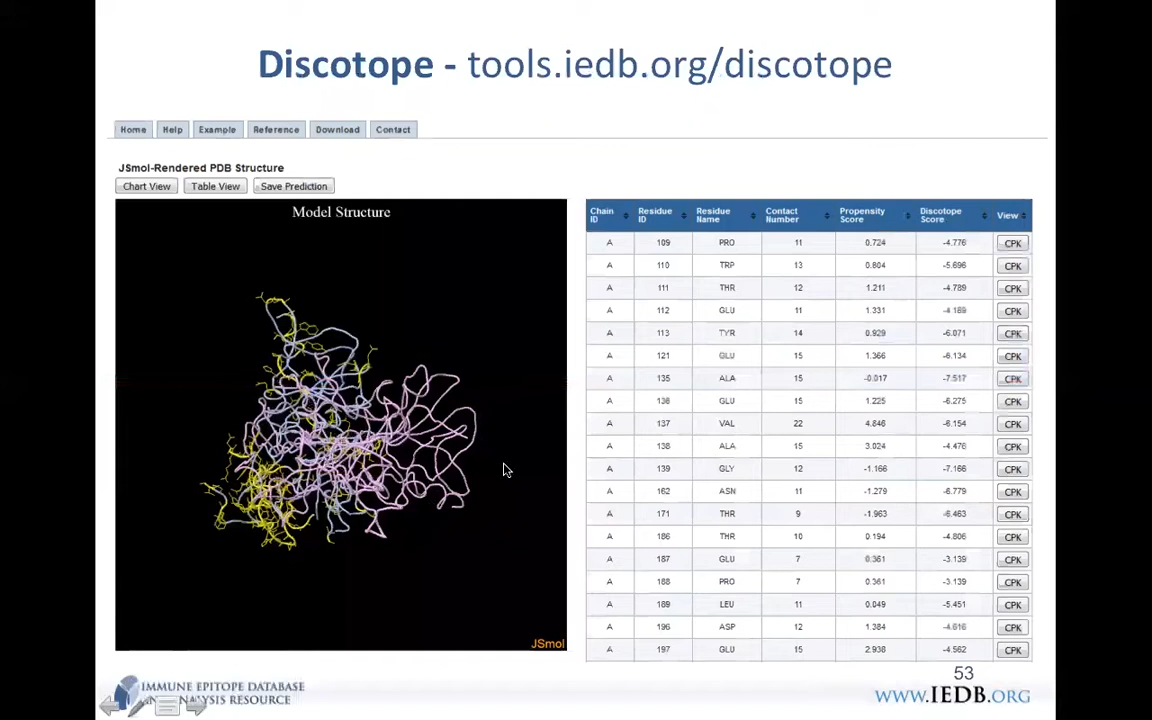 Discotope - tools.iedb.org/discotope
Home Help Example Reference Download Contact
JSmol-Rendered PDB Structure
Chart View Table View Save Prediction
Model Structure
Chain ID Residue ID Residue Name Contact Number Propensity Score Discotope Score View
A 109 PRO 11 0.724 -4.776 CPK
A 110 TRP 13 0.804 -5.696 CPK
A 111 THR 12 1.211 -4.789 CPK
A 112 GLU 11 1.331 -4.169 CPK
A 113 TYR 14 0.929 -6.071 CPK
A 121 GLU 15 1.366 -6.134 CPK
A 135 ALA 15 -0.017 -7.517 CPK
A 136 GLU 15 1.225 -6.275 CPK
A 137 VAL 22 4.846 -6.154 CPK
A 138 ALA 15 3.024 -4.476 CPK
A 139 GLY 12 -1.166 -7.166 CPK
A 162 ASN 11 -1.279 -6.779 CPK
A 171 THR 9 -1.963 -6.463 CPK
A 186 THR 10 0.194 -4.806 CPK
A 187 GLU 7 0.361 -3.139 CPK
A 188 PRO 7 0.361 -3.139 CPK
A 189 LEU 11 0.049 -5.451 CPK
A 196 ASP 12 1.384 -4.616 CPK
A 197 GLU 15 2.938 -4.562 CPK
JSmol
53
IMMUNE EPITOPE DATABASE
AND ANALYSIS RESOURCE
WWW.IEDB.ORG